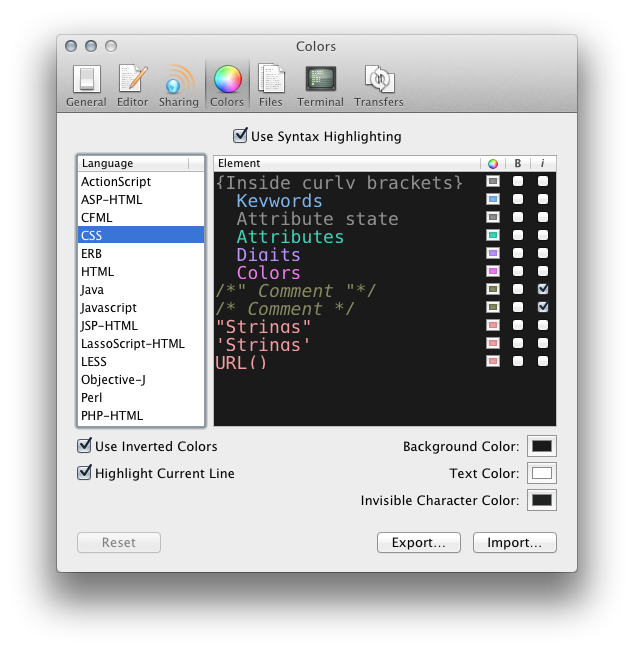 Colors
General Editor Sharing Colors Files Terminal Transfers
Use Syntax Highlighting
Language
ActionScript
ASP-HTML
CFML
CSS
ERB
HTML
Java
Javascript
JSP-HTML
LassoScript-HTML
LESS
Objective-J
Perl
PHP-HTML
Element B i
{Inside curly brackets}
Keywords
Attribute state
Attributes
Digits
Colors
/*" Comment "*/
/* Comment */
"Strings"
'Strings'
URL()
Use Inverted Colors
Highlight Current Line
Background Color:
Text Color:
Invisible Character Color:
Reset Export... Import...